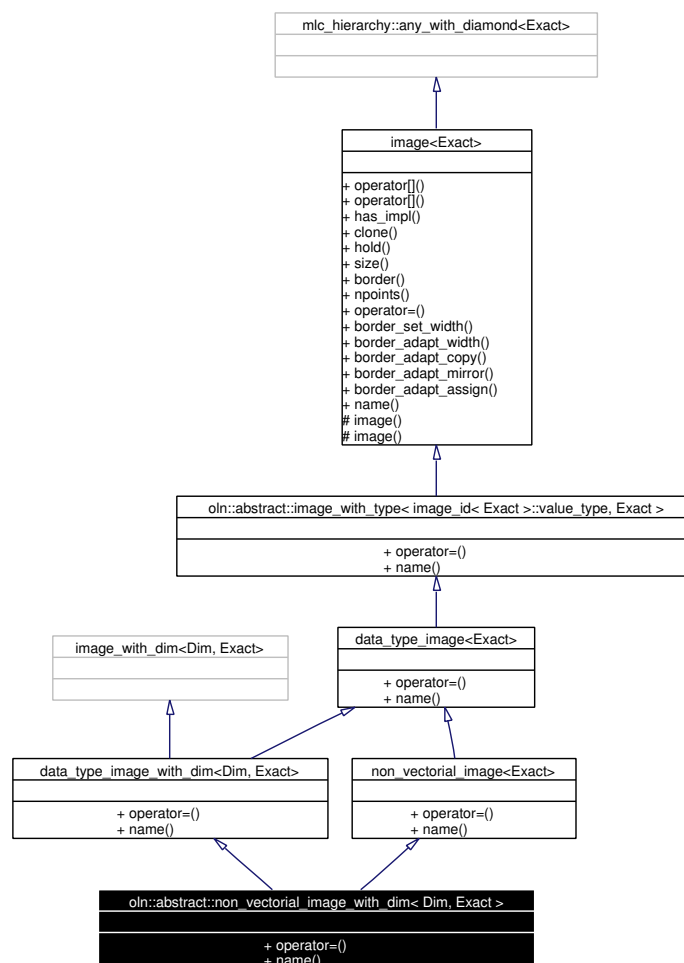 mlc_hierarchy::any_with_diamond<Exact>
image<Exact>
+ operator[]()
+ operator[]()
+ has_impl()
+ clone()
+ hold()
+ size()
+ border()
+ npoints()
+ operator=()
+ border_set_width()
+ border_adapt_width()
+ border_adapt_copy()
+ border_adapt_mirror()
+ border_adapt_assign()
+ name()
# image()
# image()
oln::abstract::image_with_type< image_id< Exact >::value_type, Exact >
+ operator=()
+ name()
image_with_dim<Dim, Exact>
data_type_image<Exact>
+ operator=()
+ name()
data_type_image_with_dim<Dim, Exact>
+ operator=()
+ name()
non_vectorial_image<Exact>
+ operator=()
+ name()
oln::abstract::non_vectorial_image_with_dim< Dim, Exact >
+ operator=()
+ name()